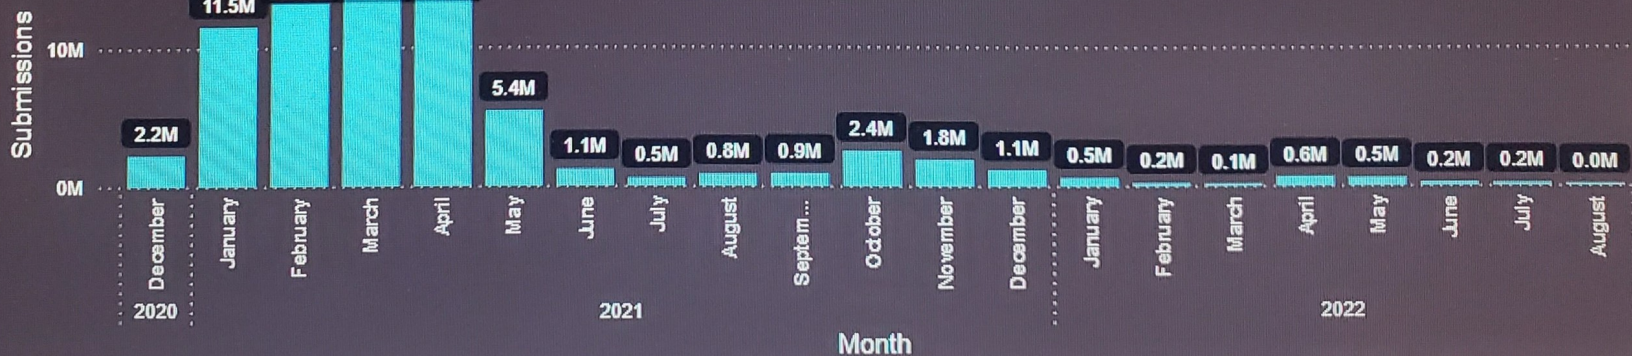 Submissions
11.5M
10M
5.4M
2.2M
2.4M
1.8M
1.1M
1.1M
0.5M
0.8M
0.9M
0.5M
0.2M
0.1M
0.6M
0.5M
0.2M
0.2M
0.0M
0M
December
January
February
March
April
May
June
July
August
Septem...
October
November
December
January
February
March
April
May
June
July
August
2020
2021
2022
Month